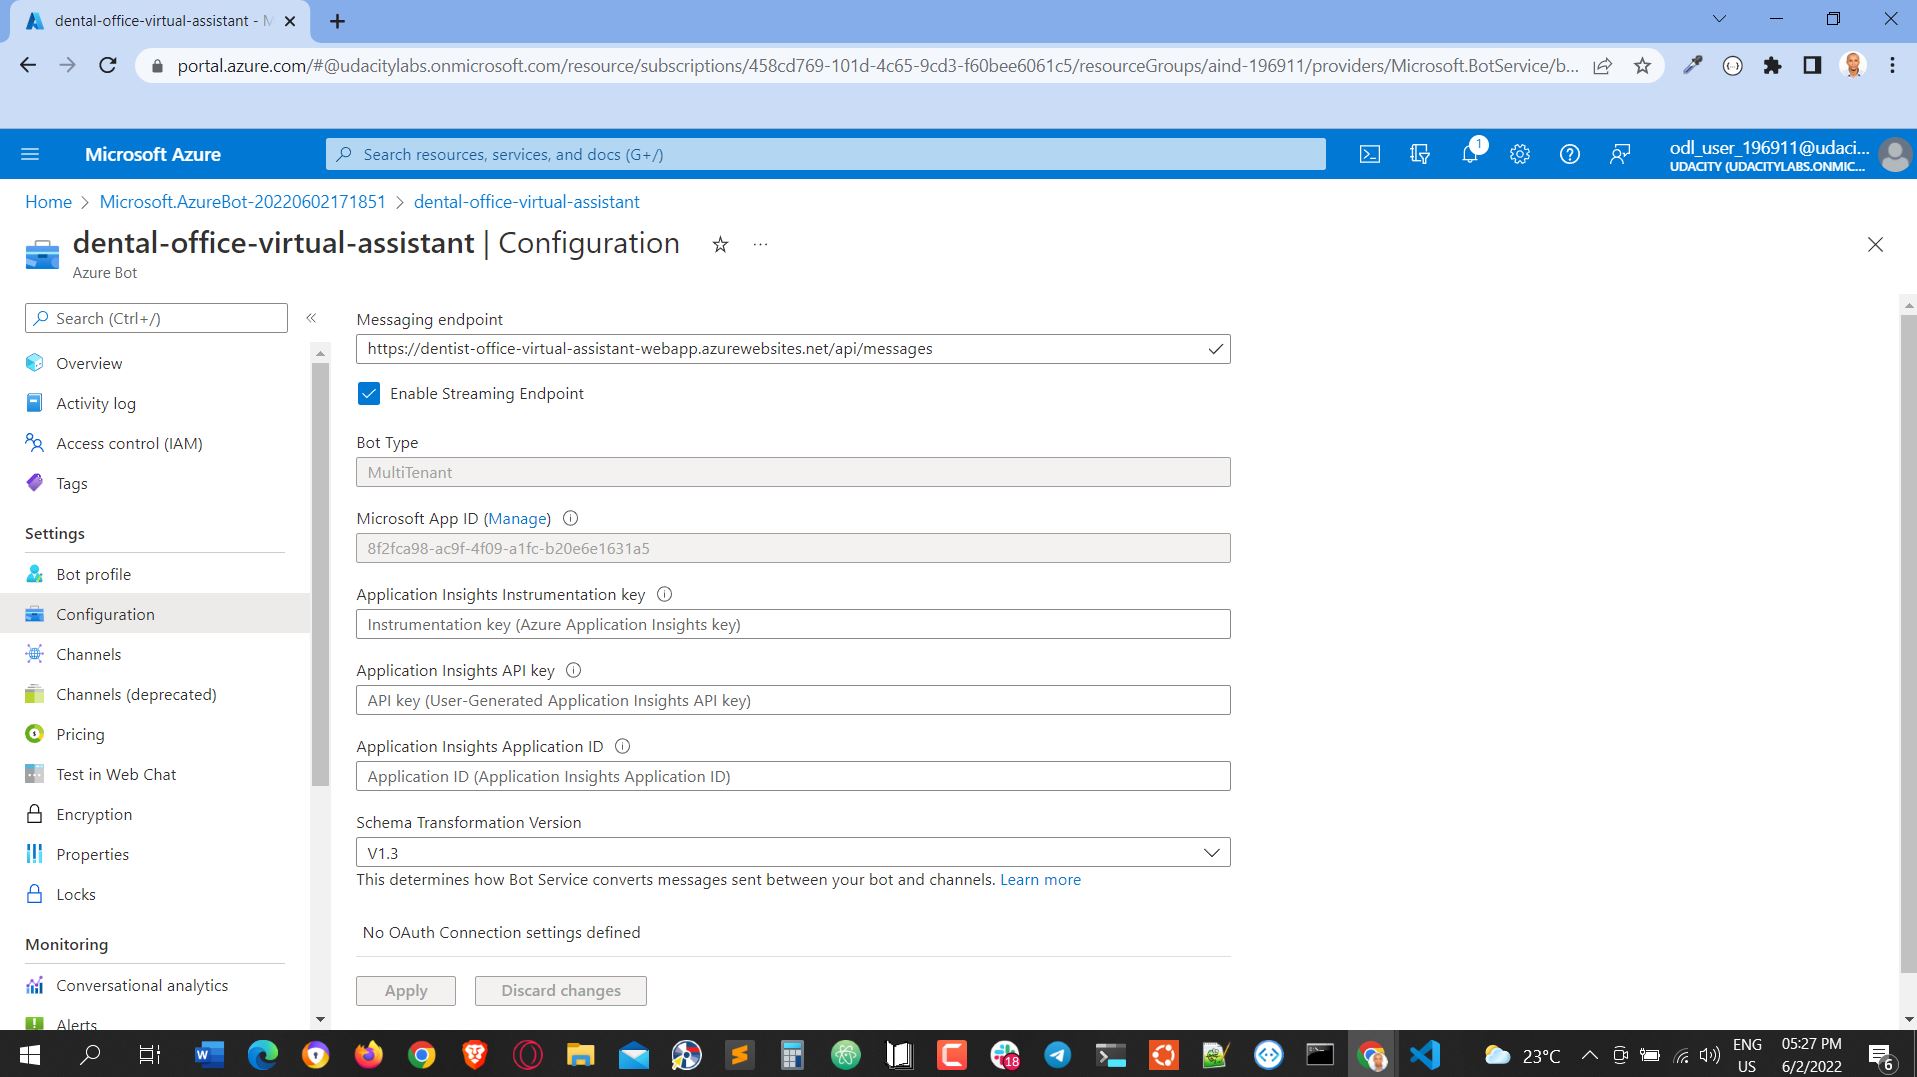 dental-office-virtual-assistant - M
portal.azure.com/#@udacitylabs.onmicrosoft.com/resource/subscriptions/458cd769-101d-4c65-9cd3-f60bee6061c5/resourceGroups/aind-196911/providers/Microsoft.BotService/b...
Microsoft Azure
Search resources, services, and docs (G+/)
1
odl_user_196911@udaci...
UDACITY (UDACITYLABS.ONMIC...
Home > Microsoft.AzureBot-20220602171851 > dental-office-virtual-assistant
dental-office-virtual-assistant | Configuration
Azure Bot
Search (Ctrl+/)
Overview
Activity log
Access control (IAM)
Tags
Settings
Bot profile
Configuration
Channels
Channels (deprecated)
Pricing
Test in Web Chat
Encryption
Properties
Locks
Monitoring
Conversational analytics
Alerts
Messaging endpoint
https://dentist-office-virtual-assistant-webapp.azurewebsites.net/api/messages
Enable Streaming Endpoint
Bot Type
MultiTenant
Microsoft App ID (Manage)
8f2fca98-ac9f-4f09-a1fc-b20e6e1631a5
Application Insights Instrumentation key
Instrumentation key (Azure Application Insights key)
Application Insights API key
API key (User-Generated Application Insights API key)
Application Insights Application ID
Application ID (Application Insights Application ID)
Schema Transformation Version
V1.3
This determines how Bot Service converts messages sent between your bot and channels. Learn more
No OAuth Connection settings defined
Apply
Discard changes
18
23°C
ENG
US
05:27 PM
6/2/2022
6